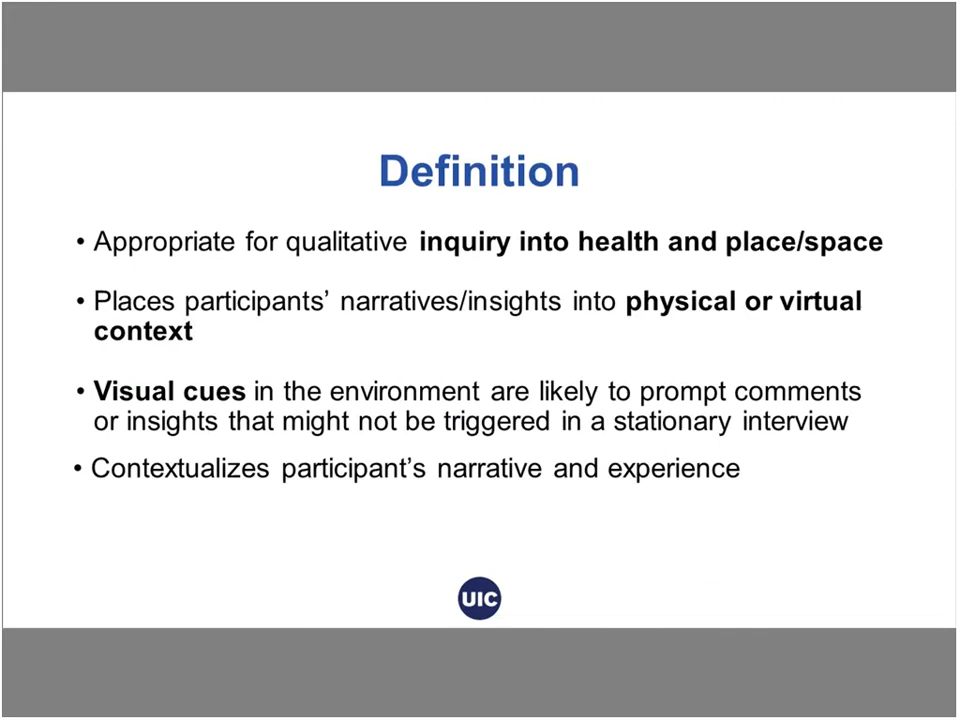 Definition
• Appropriate for qualitative inquiry into health and place/space
• Places participants’ narratives/insights into physical or virtual
context
• Visual cues in the environment are likely to prompt comments
or insights that might not be triggered in a stationary interview
• Contextualizes participant’s narrative and experience
UIC